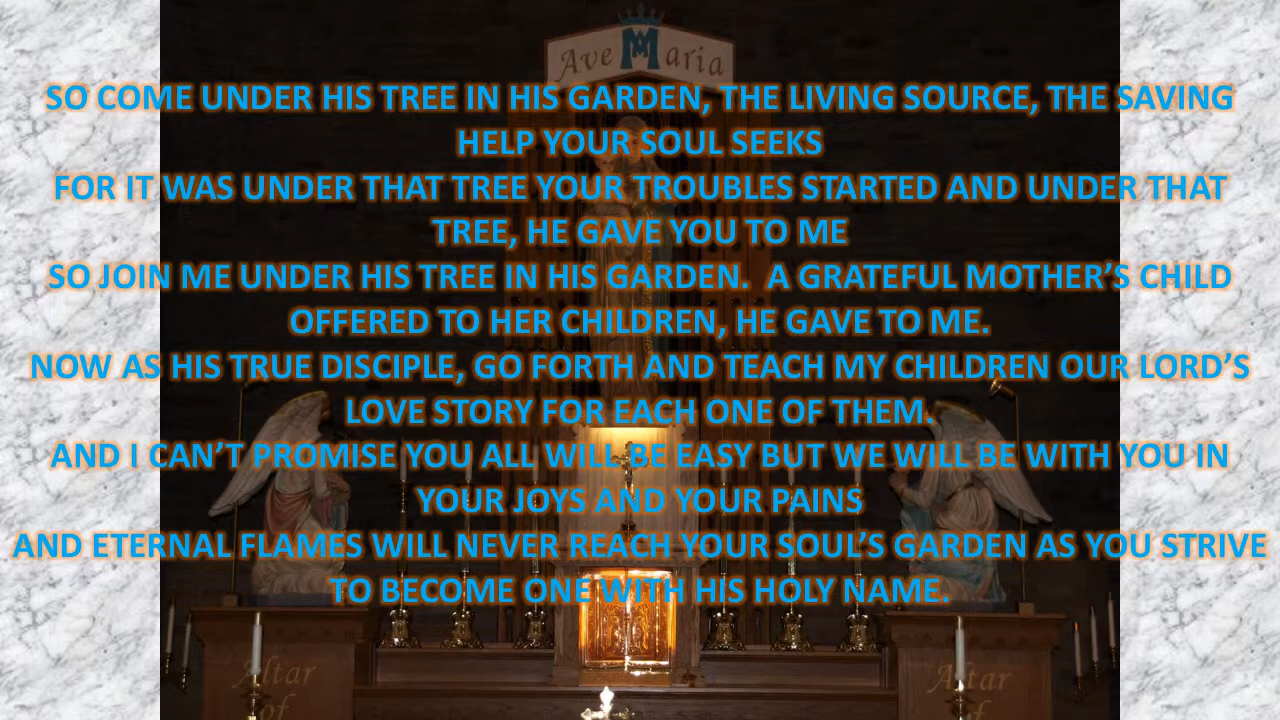 Ave Maria
SO COME UNDER HIS TREE IN HIS GARDEN, THE LIVING SOURCE, THE SAVING
HELP YOUR SOUL SEEKS
FOR IT WAS UNDER THAT TREE YOUR TROUBLES STARTED AND UNDER THAT
TREE, HE GAVE YOU TO ME
SO JOIN ME UNDER HIS TREE IN HIS GARDEN.  A GRATEFUL MOTHER’S CHILD
OFFERED TO HER CHILDREN, HE GAVE TO ME.
NOW AS HIS TRUE DISCIPLE, GO FORTH AND TEACH MY CHILDREN OUR LORD’S
LOVE STORY FOR EACH ONE OF THEM.
AND I CAN’T PROMISE YOU ALL WILL BE EASY BUT WE WILL BE WITH YOU IN
YOUR JOYS AND YOUR PAINS
AND ETERNAL FLAMES WILL NEVER REACH YOUR SOUL’S GARDEN AS YOU STRIVE
TO BECOME ONE WITH HIS HOLY NAME.
Altar
of
Altar
of